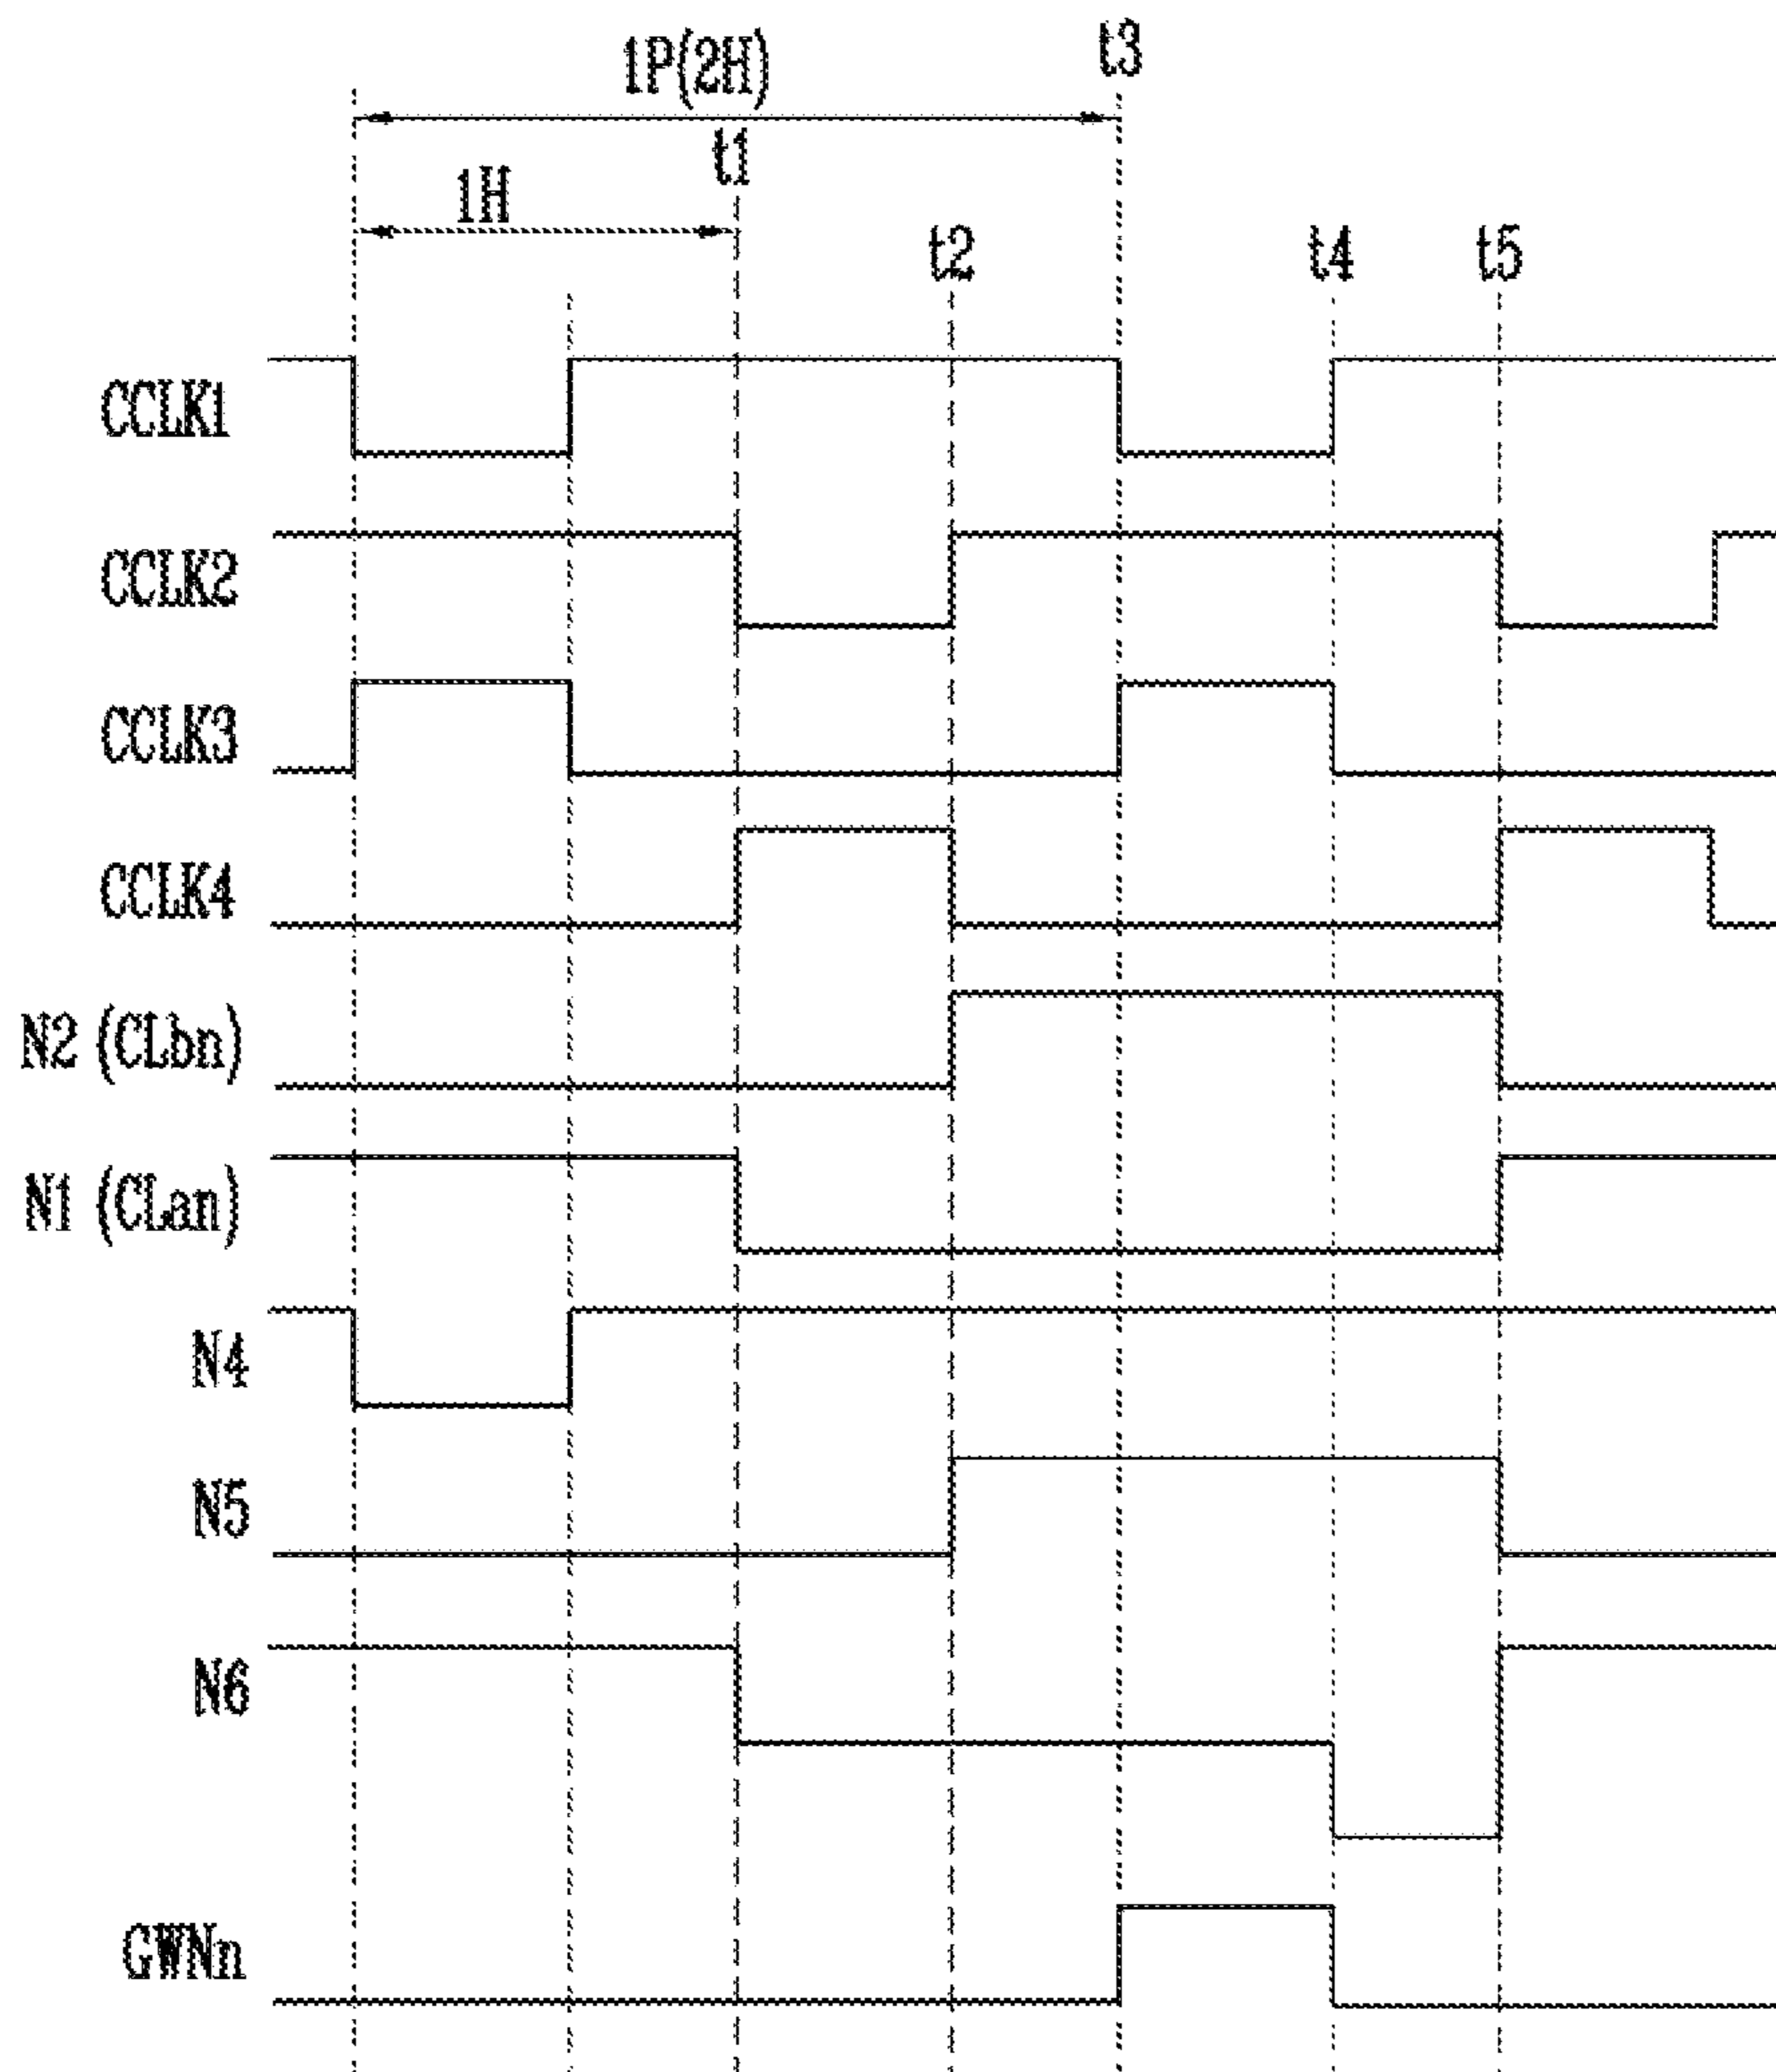 1P(2H)
t3
t1
1H
t2
t4
t5
CCLK1
CCLK2
CCLK3
CCLK4
N2 (CLbn)
N1 (CLan)
N4
N5
N6
GWNn